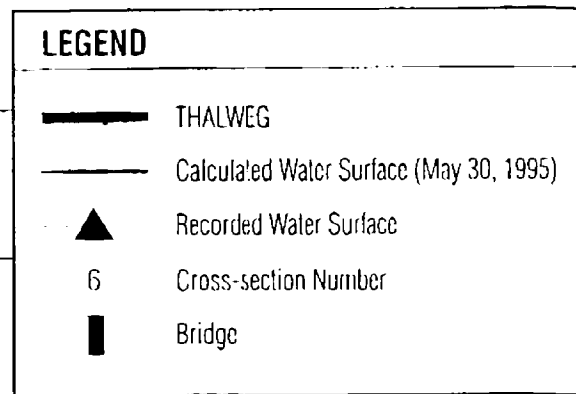 LEGEND
THALWEG
Calculated Water Surface (May 30, 1995)
Recorded Water Surface
6 Cross-section Number
Bridge